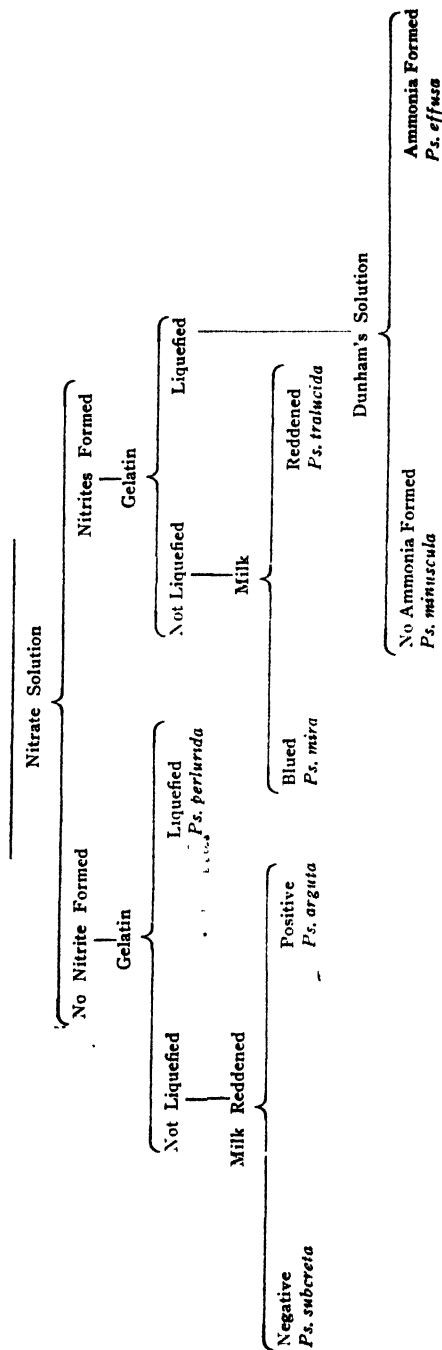 Nitrate Solution
No Nitrite Formed
Nitrites Formed
Gelatin
Gelatin
Not Liquefied
Liquefied
Ps. perlurida
Not Liquefied
Liquefied
Milk Reddened
Milk
Negative
Ps. subcreta
Positive
Ps. arguta
Blued
Ps. mira
Reddened
Ps. tralucida
Dunham's Solution
No Ammonia Formed
Ps. minuscula
Ammonia Formed
Ps. effusa